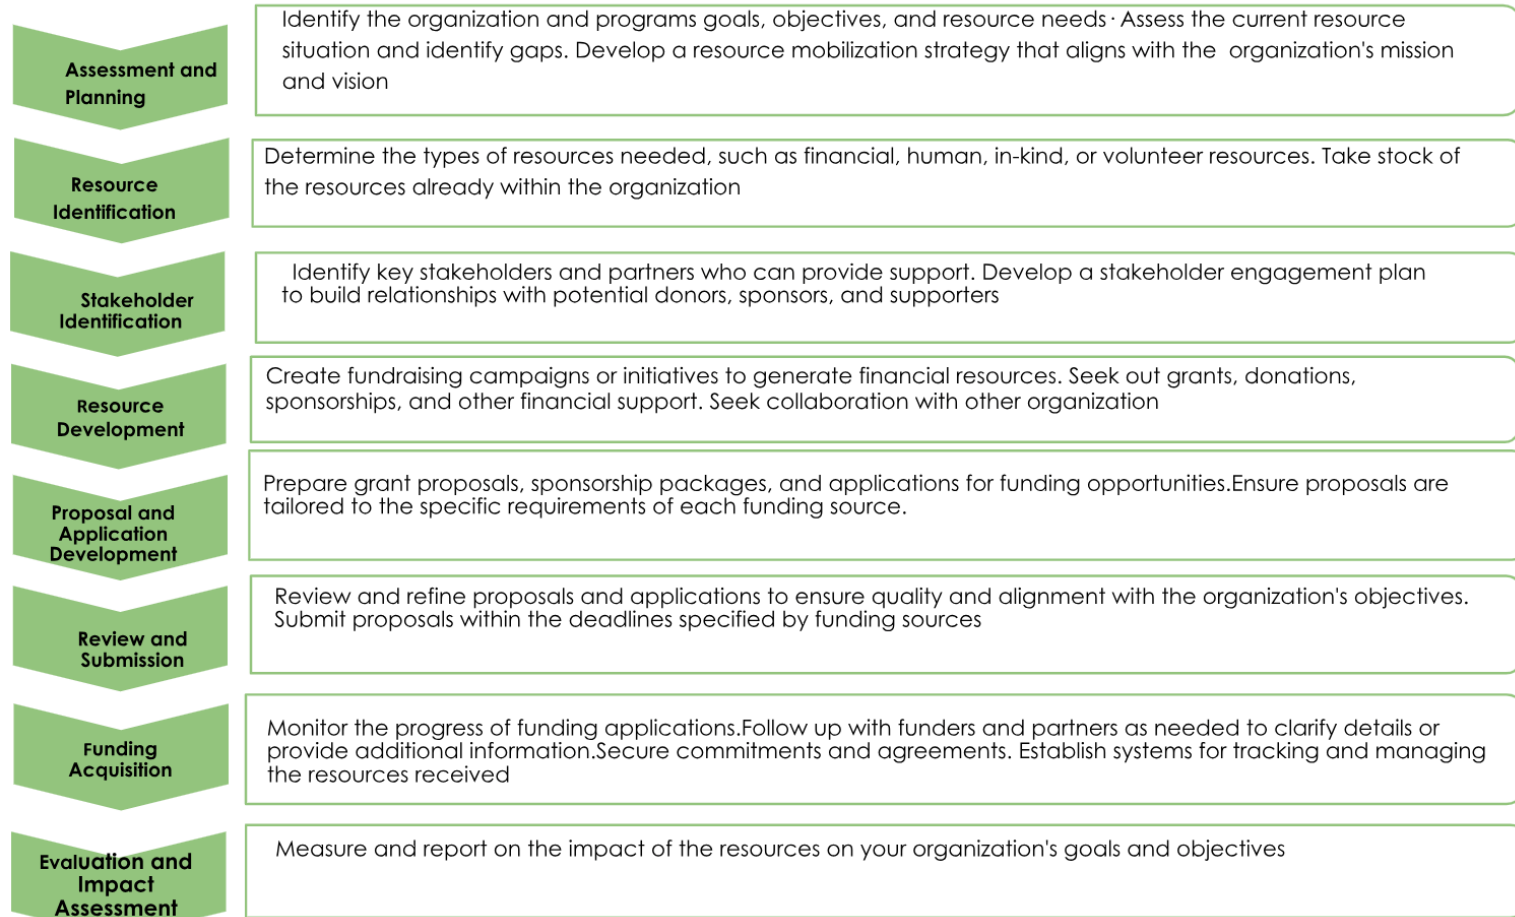 Assessment and
Planning
Identify the organization and programs goals, objectives, and resource needs · Assess the current resource
situation and identify gaps. Develop a resource mobilization strategy that aligns with the  organization's mission
and vision
Resource
Identification
Determine the types of resources needed, such as financial, human, in-kind, or volunteer resources. Take stock of
the resources already within the organization
Stakeholder
Identification
Identify key stakeholders and partners who can provide support. Develop a stakeholder engagement plan
to build relationships with potential donors, sponsors, and supporters
Resource
Development
Create fundraising campaigns or initiatives to generate financial resources. Seek out grants, donations,
sponsorships, and other financial support. Seek collaboration with other organization
Proposal and
Application
Development
Prepare grant proposals, sponsorship packages, and applications for funding opportunities.Ensure proposals are
tailored to the specific requirements of each funding source.
Review and
Submission
Review and refine proposals and applications to ensure quality and alignment with the organization's objectives.
Submit proposals within the deadlines specified by funding sources
Funding
Acquisition
Monitor the progress of funding applications.Follow up with funders and partners as needed to clarify details or
provide additional information.Secure commitments and agreements. Establish systems for tracking and managing
the resources received
Evaluation and
Impact
Assessment
Measure and report on the impact of the resources on your organization's goals and objectives